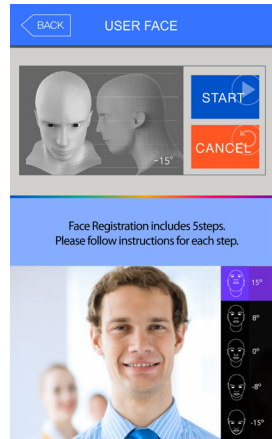 BACK
USER FACE
START
CANCEL
-15°
Face Registration includes 5steps.
Please follow instructions for each step.
15°
8°
0°
-8°
-15°